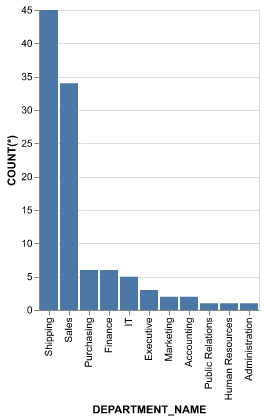 COUNT(*)
45
40
35
30
25
20
15
10
5
0
Shipping
Sales
Purchasing
Finance
IT
Executive
Marketing
Accounting
Public Relations
Human Resources
Administration
DEPARTMENT_NAME